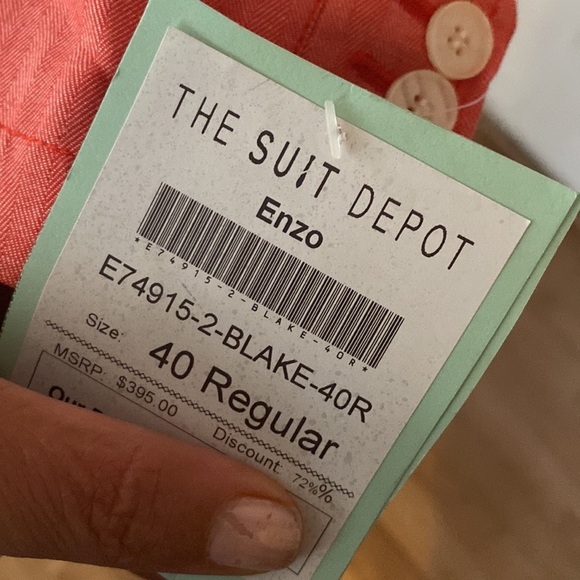 THE SUIT DEPOT
Enzo
*E74915-2-BLAKE-40R*
E74915-2-BLAKE-40R
Size: 40 Regular
MSRP: $395.00 Discount: 72%%
Our